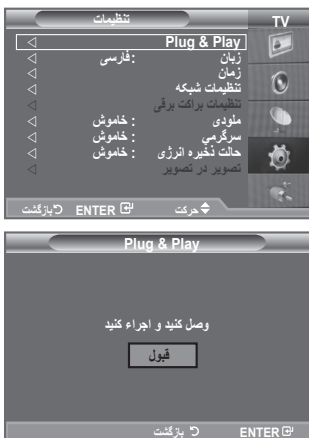 TV
تنظیمات
Plug & Play
زبان : فارسی
زمان
تنظیمات شبکه
تنظیمات براکت برقی
ملودی : خاموش
سرگرمی : خاموش
حالت ذخیره انرژی : خاموش
تصویر در تصویر
حرکت ENTER بازگشت
Plug & Play
وصل کنید و اجراء کنید
قبول
ENTER بازگشت